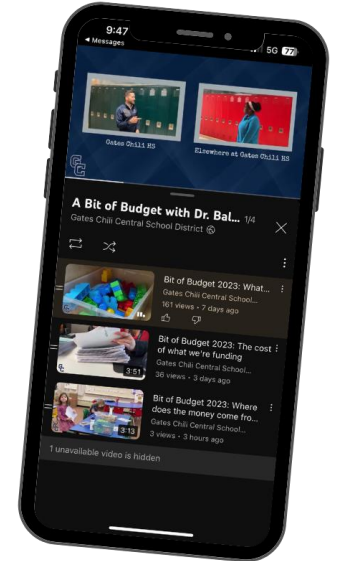 9:47
5G 77
◄ Messages
Gates Chili HS
Elsewhere at Gates Chili HS
GC
A Bit of Budget with Dr. Bal... 1/4
Gates Chili Central School District
Bit of Budget 2023: What...
Gates Chili Central School...
161 views • 7 days ago
Bit of Budget 2023: The cost
of what we're funding
Gates Chili Central School...
36 views • 3 days ago
3:51
Bit of Budget 2023: Where
does the money come fro...
Gates Chili Central School...
3 views • 3 hours ago
3:13
1 unavailable video is hidden